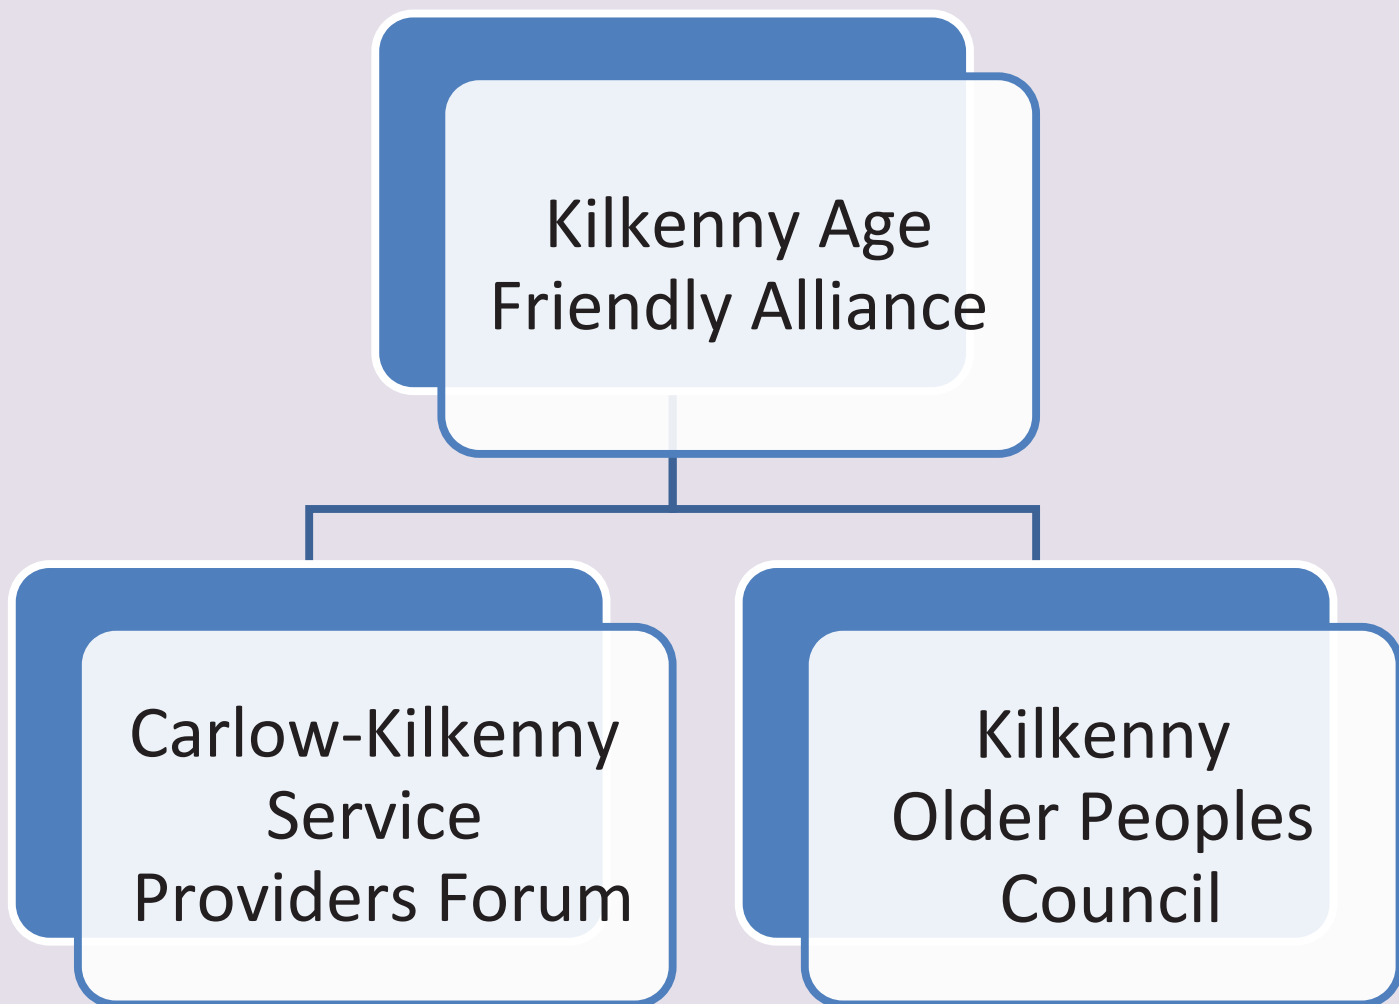 Kilkenny Age
Friendly Alliance
Carlow-Kilkenny
Service
Providers Forum
Kilkenny
Older Peoples
Council